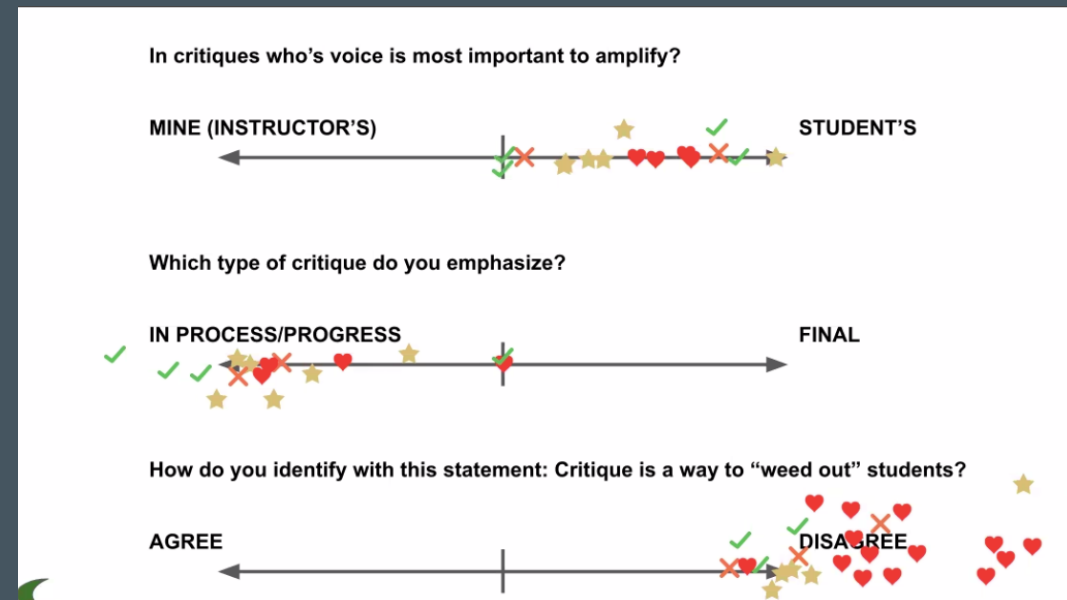 In critiques who's voice is most important to amplify?
MINE (INSTRUCTOR'S)
STUDENT'S
Which type of critique do you emphasize?
IN PROCESS/PROGRESS
FINAL
How do you identify with this statement: Critique is a way to “weed out” students?
AGREE
DISAGREE